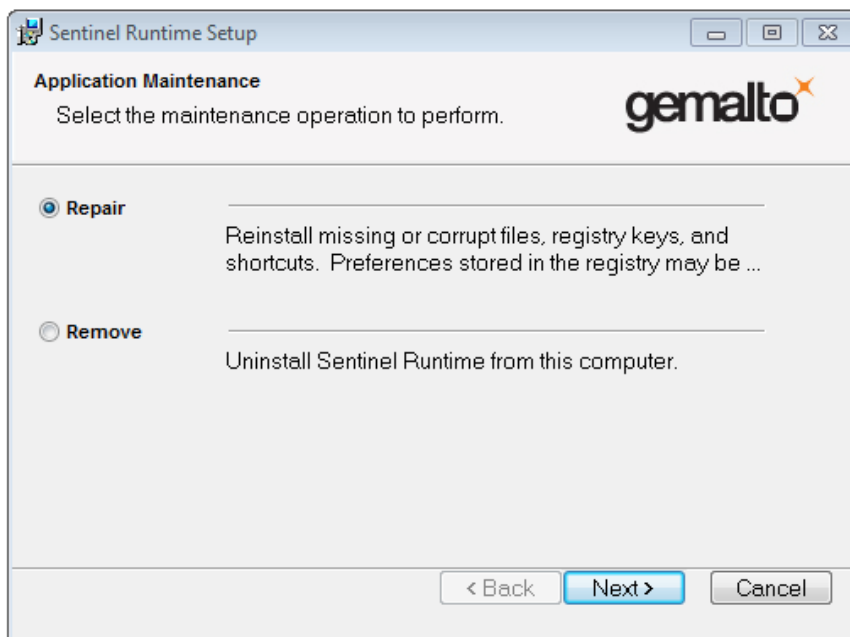 Sentinel Runtime Setup
Application Maintenance
Select the maintenance operation to perform.
gemalto
Repair
Reinstall missing or corrupt files, registry keys, and
shortcuts. Preferences stored in the registry may be ...
Remove
Uninstall Sentinel Runtime from this computer.
< Back
Next >
Cancel